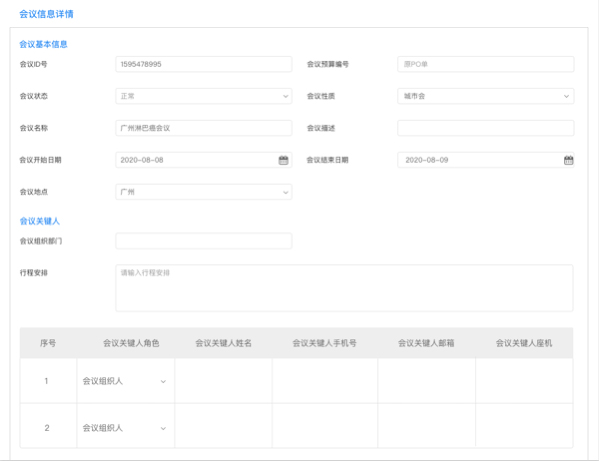 会议信息详情
会议基本信息
会议ID号 1595478995 会议预算编号 原PO单
会议状态 正常 会议性质 城市会
会议名称 广州淋巴癌会议 会议描述
会议开始日期 2020-08-08 会议结束日期 2020-08-09
会议地点 广州
会议关键人
会议组织部门
行程安排 请输入行程安排
序号 会议关键人角色 会议关键人姓名 会议关键人手机号 会议关键人邮箱 会议关键人座机
1 会议组织人
2 会议组织人